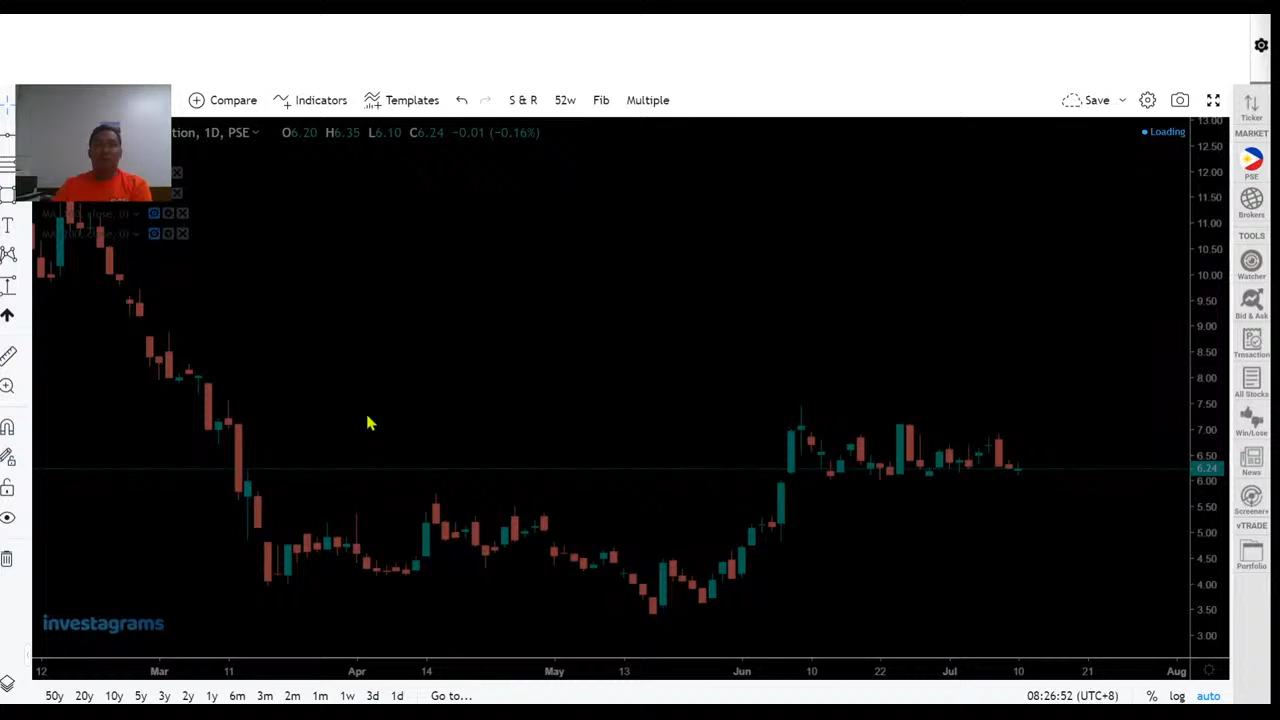 Compare Indicators Templates S & R 52w Fib Multiple Save
tion, 1D, PSE O6.20 H6.35 L6.10 C6.24 −0.01 (−0.16%)
Loading
Ticker
MARKET
PSE
Brokers
TOOLS
Watcher
Bid & Ask
Trnsaction
All Stocks
Win/Lose
News
Screener+
vTRADE
Portfolio
13.00
12.50
12.00
11.50
11.00
10.50
10.00
9.50
9.00
8.50
8.00
7.50
7.00
6.50
6.24
6.00
5.50
5.00
4.50
4.00
3.50
3.00
investagrams
12 Mar 11 Apr 14 May 13 Jun 10 22 Jul 10 21 Aug
50y 20y 10y 5y 3y 2y 1y 6m 3m 2m 1m 1w 3d 1d Go to... 08:26:52 (UTC+8) % log auto